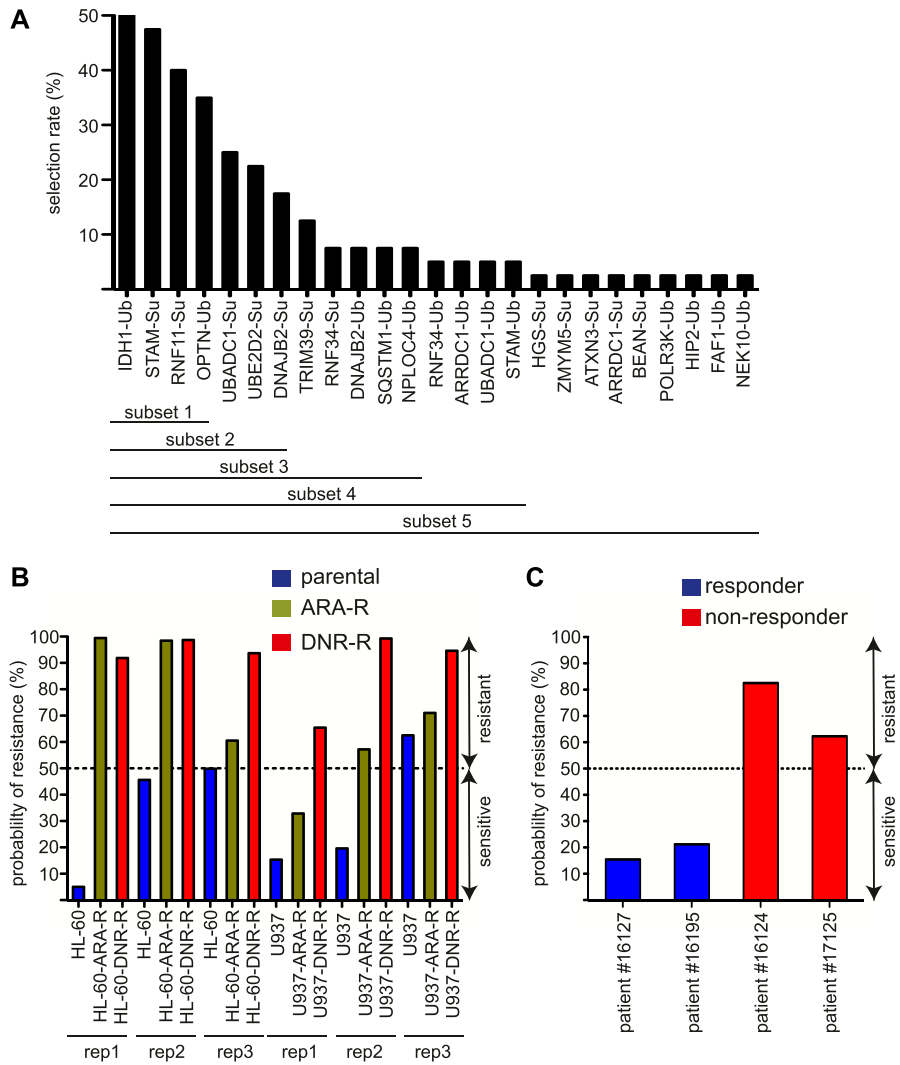 A
selection rate (%)
50
40
30
20
10
IDH1-Ub
STAM-Su
RNF11-Su
OPTN-Ub
UBADC1-Su
UBE2D2-Su
DNAJB2-Su
TRIM39-Su
RNF34-Su
DNAJB2-Ub
SQSTM1-Ub
NPLOC4-Ub
RNF34-Ub
ARRDC1-Ub
UBADC1-Ub
STAM-Ub
HGS-Su
ZMYM5-Su
ATXN3-Su
ARRDC1-Su
BEAN-Su
POLR3K-Ub
HIP2-Ub
FAF1-Ub
NEK10-Ub
subset 1
subset 2
subset 3
subset 4
subset 5
B
parental
ARA-R
DNR-R
probablility of resistance (%)
100
90
80
70
60
50
40
30
20
10
resistant
sensitive
HL-60
HL-60-ARA-R
HL-60-DNR-R
HL-60
HL-60-ARA-R
HL-60-DNR-R
HL-60
HL-60-ARA-R
HL-60-DNR-R
U937
U937-ARA-R
U937-DNR-R
U937
U937-ARA-R
U937-DNR-R
U937
U937-ARA-R
U937-DNR-R
rep1
rep2
rep3
rep1
rep2
rep3
C
responder
non-responder
probability of resistance (%)
100
90
80
70
60
50
40
30
20
10
resistant
sensitive
patient #16127
patient #16195
patient #16124
patient #17125